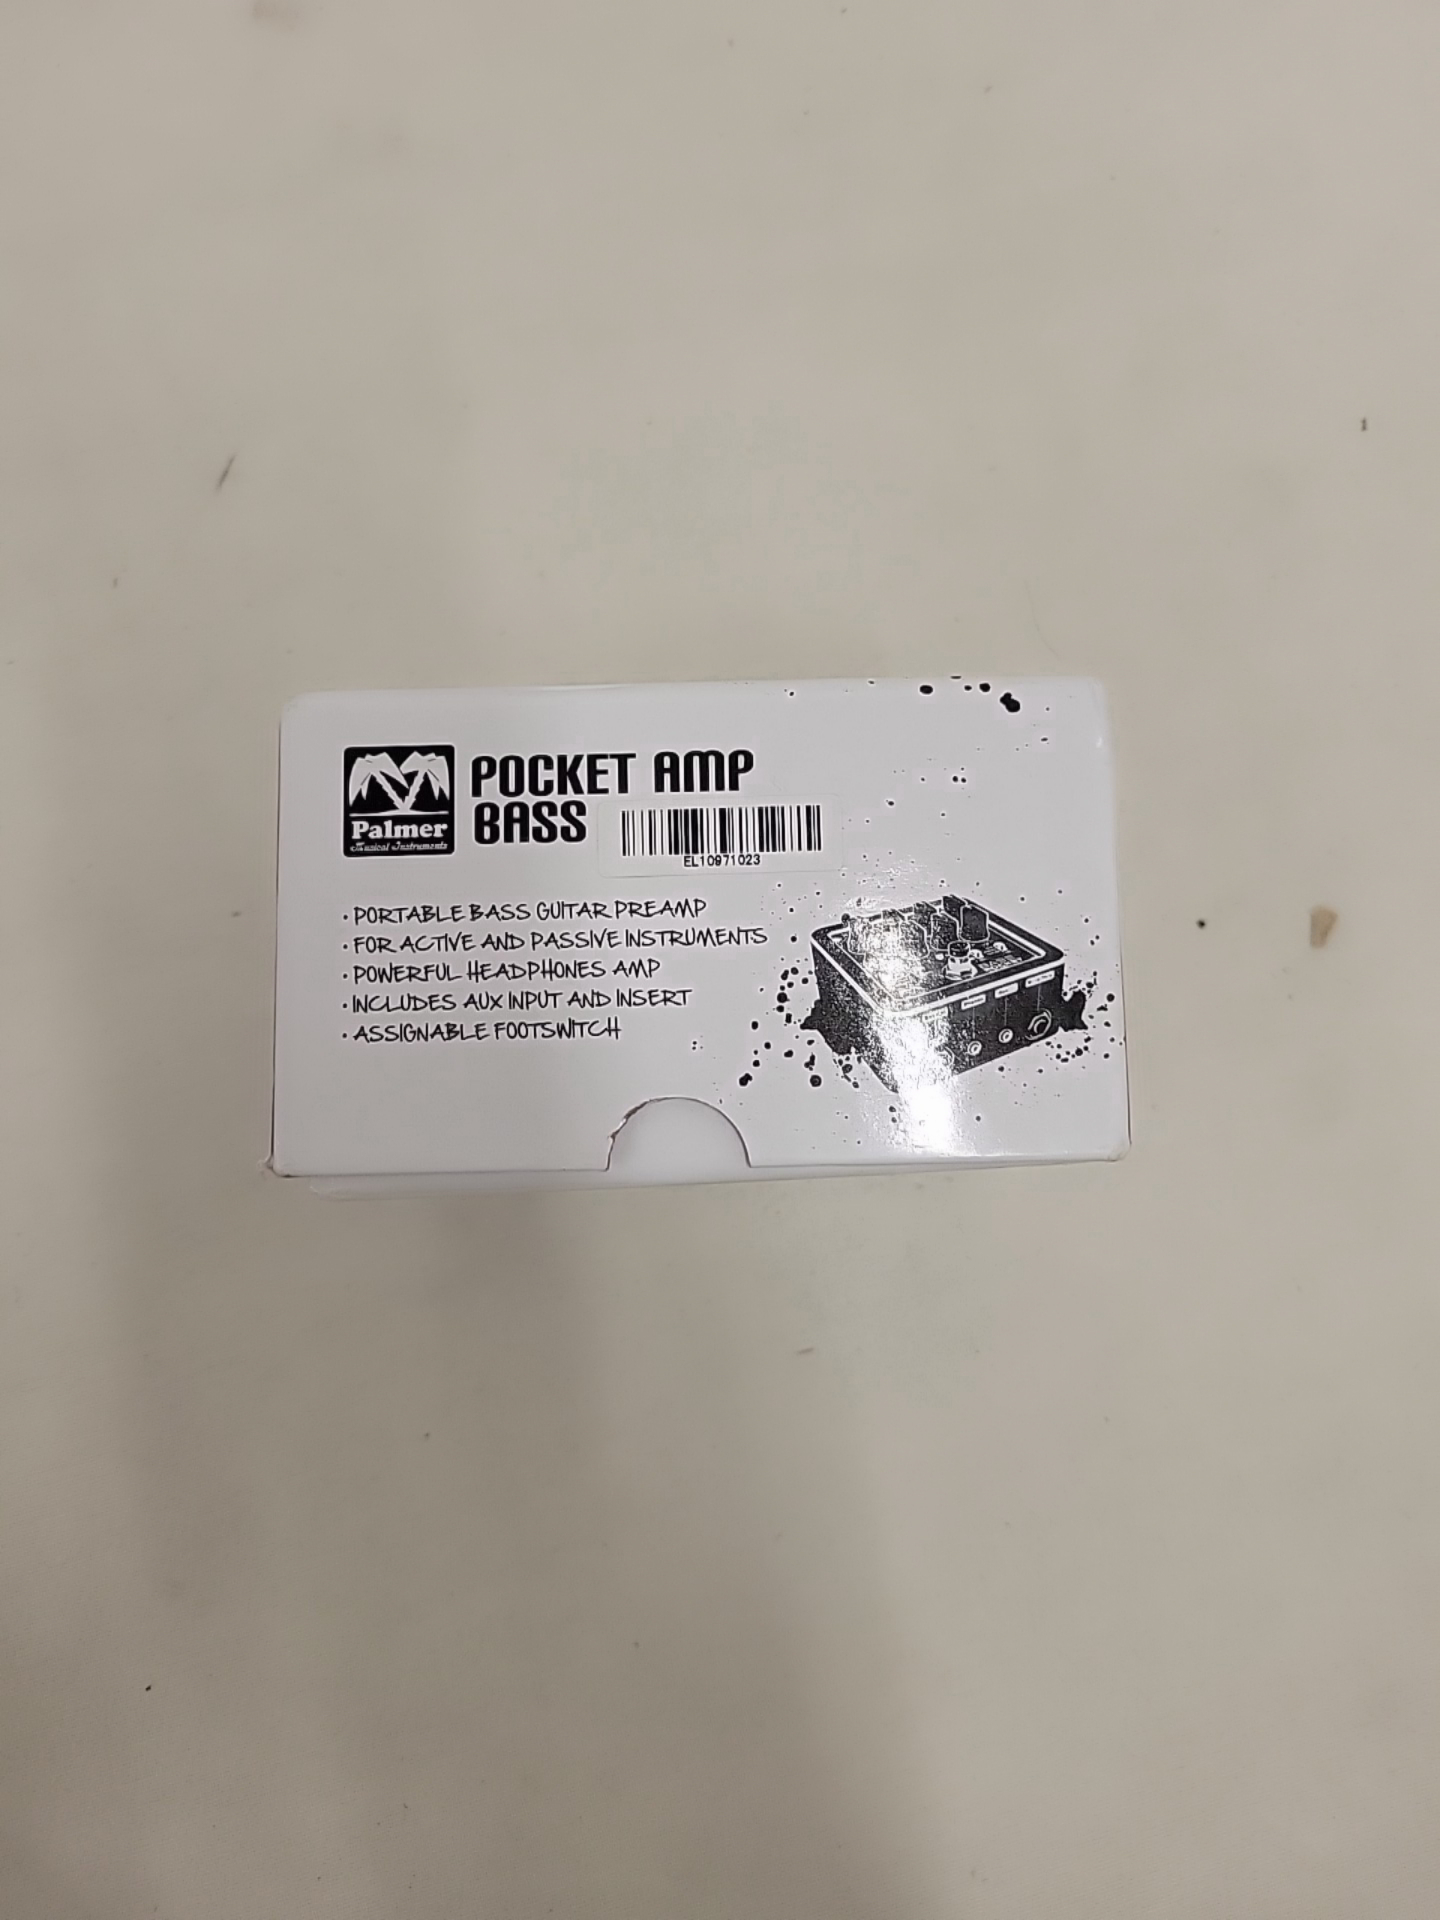 POCKET AMP
BASS
Palmer
Musical Instruments
EL10971023
• PORTABLE BASS GUITAR PREAMP
• FOR ACTIVE AND PASSIVE INSTRUMENTS
• POWERFUL HEADPHONES AMP
• INCLUDES AUX INPUT AND INSERT
• ASSIGNABLE FOOTSWITCH